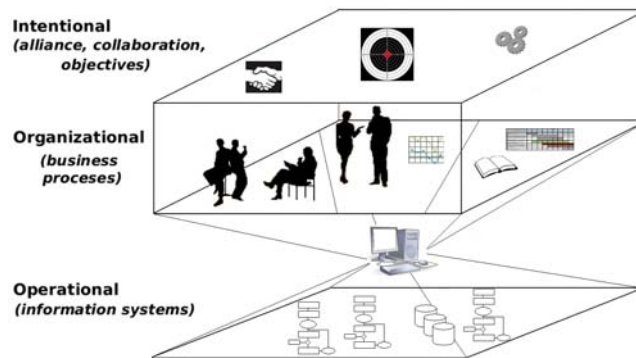 Intentional
(alliance, collaboration,
objectives)
Organizational
(business
proceses)
Operational
(information systems)